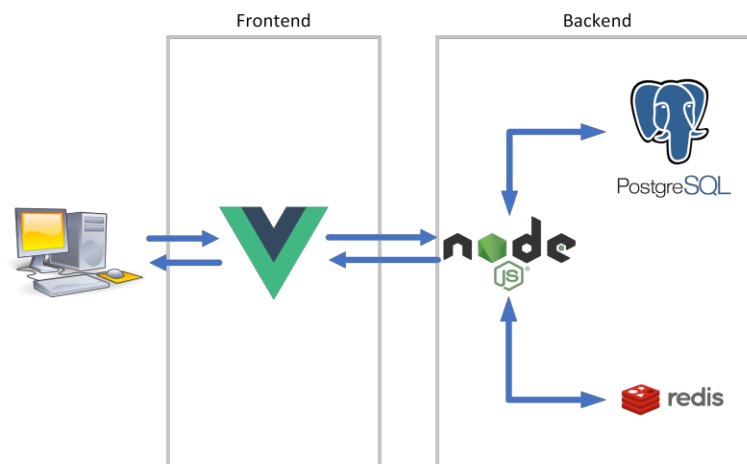 Frontend
Backend
PostgreSQL
node
JS
redis